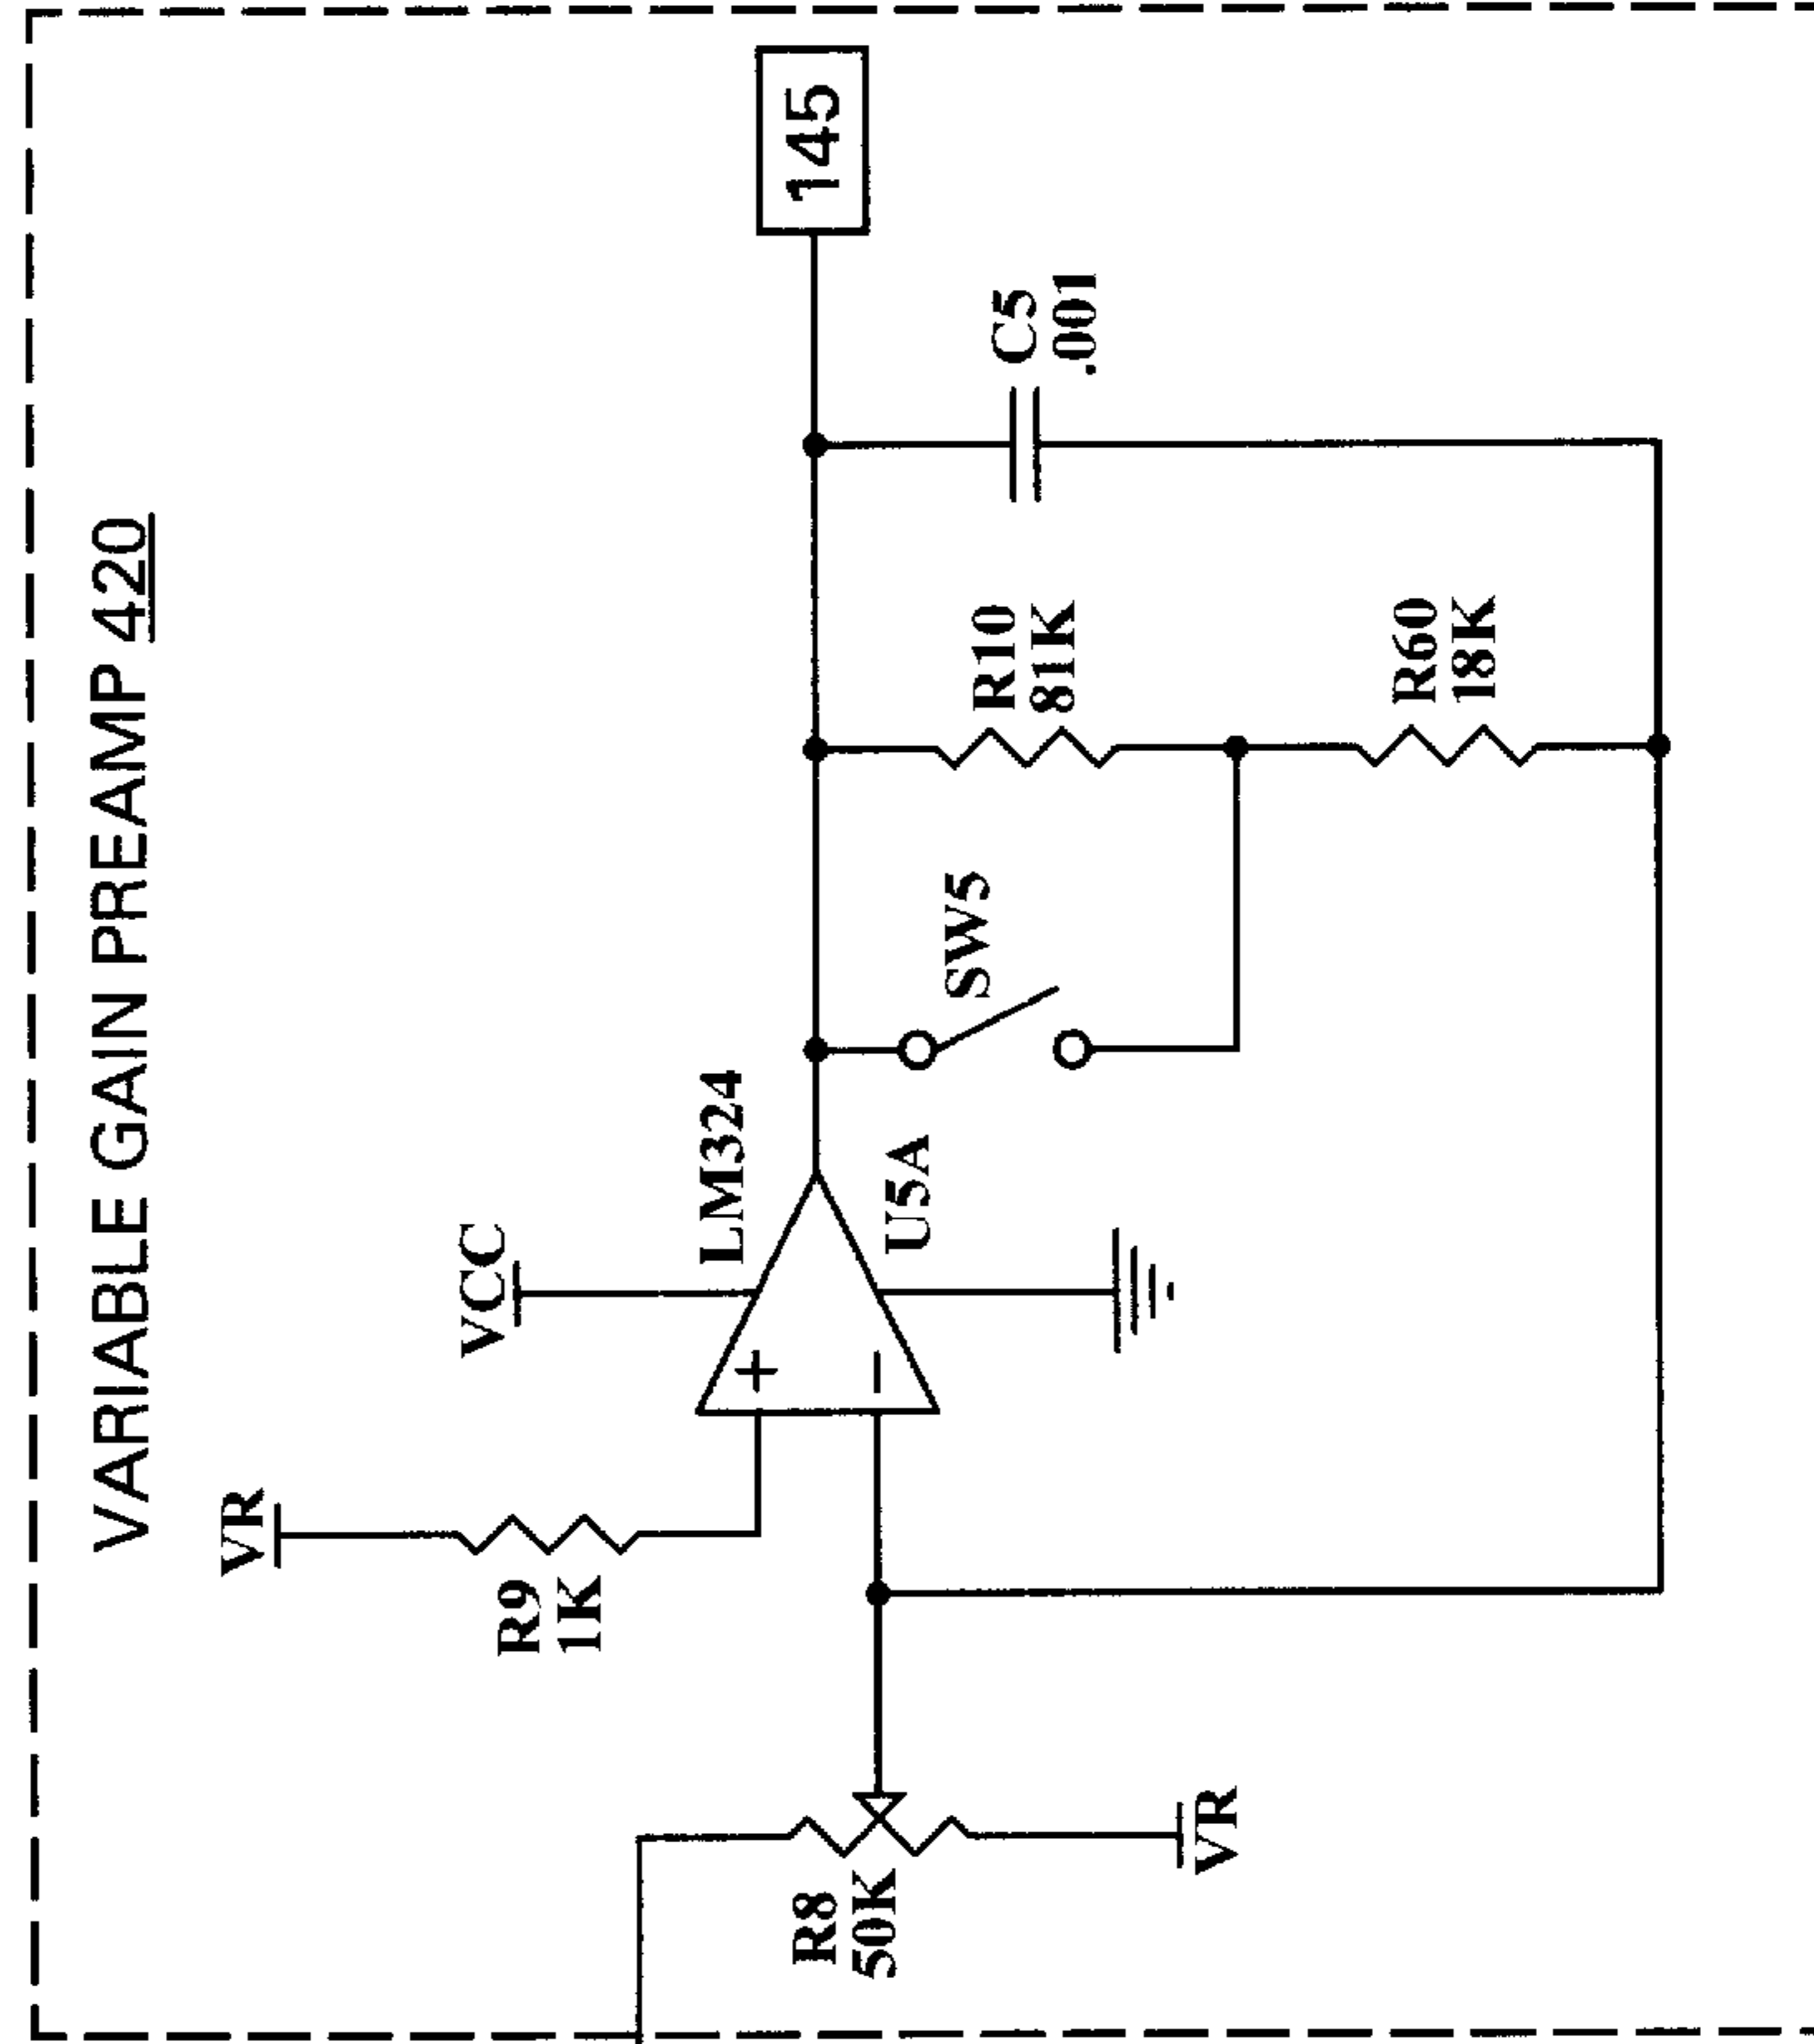 VARIABLE GAIN PREAMP 420
VR
R9
1K
VCC
LM324
+
−
U5A
R8
50K
VR
SW5
R10
81K
R60
18K
C5
.001
145